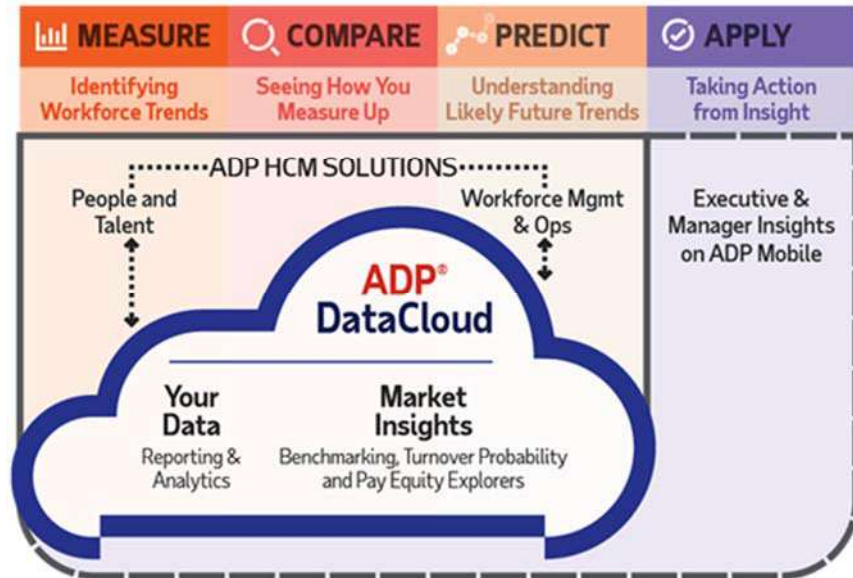 MEASURE
Identifying
Workforce Trends
COMPARE
Seeing How You
Measure Up
PREDICT
Understanding
Likely Future Trends
APPLY
Taking Action
from Insight
ADP HCM SOLUTIONS
People and
Talent
Workforce Mgmt
& Ops
Executive &
Manager Insights
on ADP Mobile
ADP®
DataCloud
Your
Data
Reporting &
Analytics
Market
Insights
Benchmarking, Turnover Probability
and Pay Equity Explorers